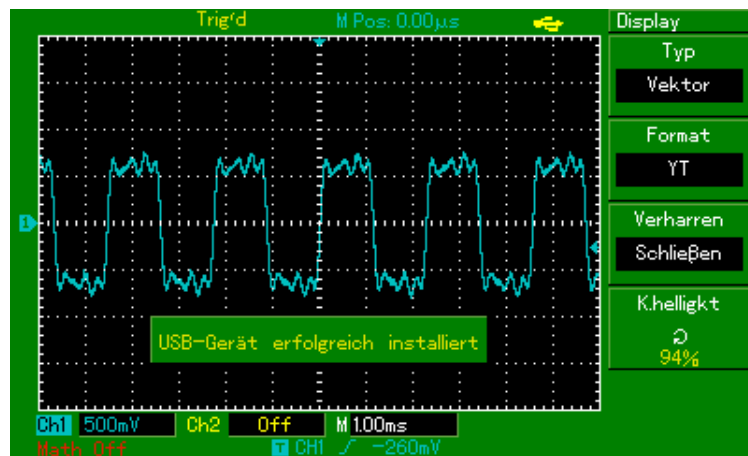 Trig'd M Pos: 0.00µs Display
Typ
Vektor
Format
YT
1
Verharren
Schließen
K.helligkt
94%
USB-Gerät erfolgreich installiert
Ch1 500mV Ch2 Off M 1.00ms
Math Off T CH1 -260mV